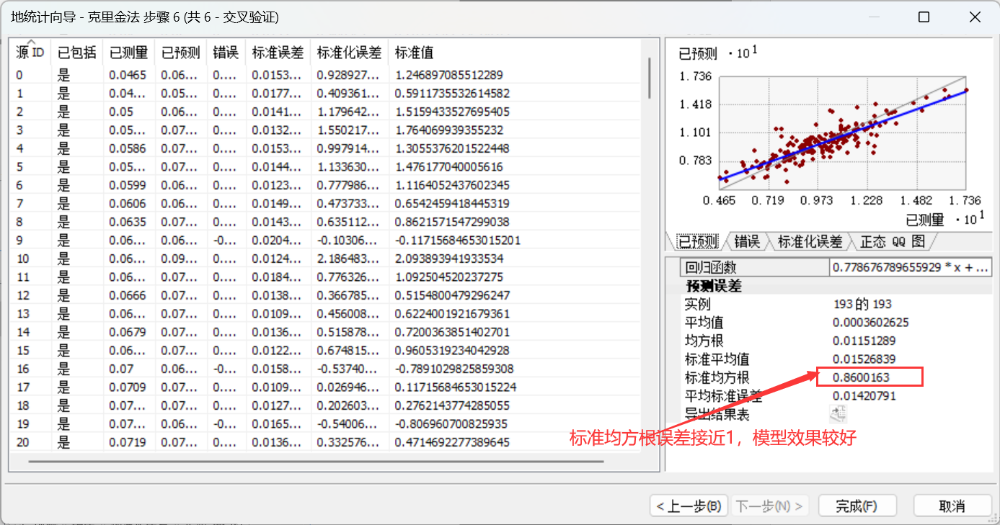 地统计向导 - 克里金法 步骤 6 (共 6 - 交叉验证)
源 ID 已包括 已测量 已预测 错误 标准误差 标准化误差 标准值
0 是 0.0465 0.06... 0.... 0.0153... 0.928927... 1.246897085512289
1 是 0.04... 0.05... 0.... 0.0177... 0.409361... 0.5911735532614582
2 是 0.05 0.06... 0.... 0.0141... 1.179642... 1.5159433527695405
3 是 0.05... 0.07... 0.... 0.0132... 1.550217... 1.764069939355232
4 是 0.0586 0.07... 0.... 0.0153... 0.997914... 1.3055376201522448
5 是 0.05... 0.07... 0.... 0.0144... 1.133630... 1.476177040005616
6 是 0.0599 0.06... 0.... 0.0123... 0.777986... 1.11640524376023​45
7 是 0.0606 0.06... 0.... 0.0149... 0.473733... 0.6542459418445319
8 是 0.0635 0.07... 0.... 0.0143... 0.635112... 0.8621571547299038
9 是 0.06... 0.06... -0... 0.0204... -0.10306... -0.11715684653015201
10 是 0.06... 0.09... 0.... 0.0124... 2.186483... 2.093893941933534
11 是 0.06... 0.07... 0.... 0.0184... 0.776326... 1.092504520237275
12 是 0.0666 0.07... 0.... 0.0138... 0.366785... 0.5154800479296247
13 是 0.06... 0.07... 0.... 0.0109... 0.456008... 0.6224001921679361
14 是 0.0679 0.07... 0.... 0.0136... 0.515878... 0.7200363851402701
15 是 0.06... 0.07... 0.... 0.0122... 0.674815... 0.9605319234042928
16 是 0.07 0.06... -0... 0.0158... -0.53740... -0.7891029825859308
17 是 0.0709 0.07... 0.... 0.0109... 0.026946... 0.11715684653015224
18 是 0.07... 0.07... 0.... 0.0127... 0.202603... 0.2762143774285055
19 是 0.07... 0.06... -0... 0.0165... -0.54006... -0.806960700825935
20 是 0.0719 0.07... 0.... 0.0136... 0.332576... 0.4714692277389645
已预测 ·10¹
1.736
1.418
1.101
0.783
0.465 0.719 0.973 1.228 1.482 1.736
已测量 ·10¹
已预测 错误 标准化误差 正态 QQ 图
回归函数 0.778676789655929 * x + ...
预测误差
实例 193 的 193
平均值 0.0003602625
均方根 0.01151289
标准平均值 0.01526839
标准均方根 0.8600163
平均标准误差 0.01420791
导出结果表
标准均方根误差接近1，模型效果较好
< 上一步(B) 下一步(N) > 完成(F) 取消